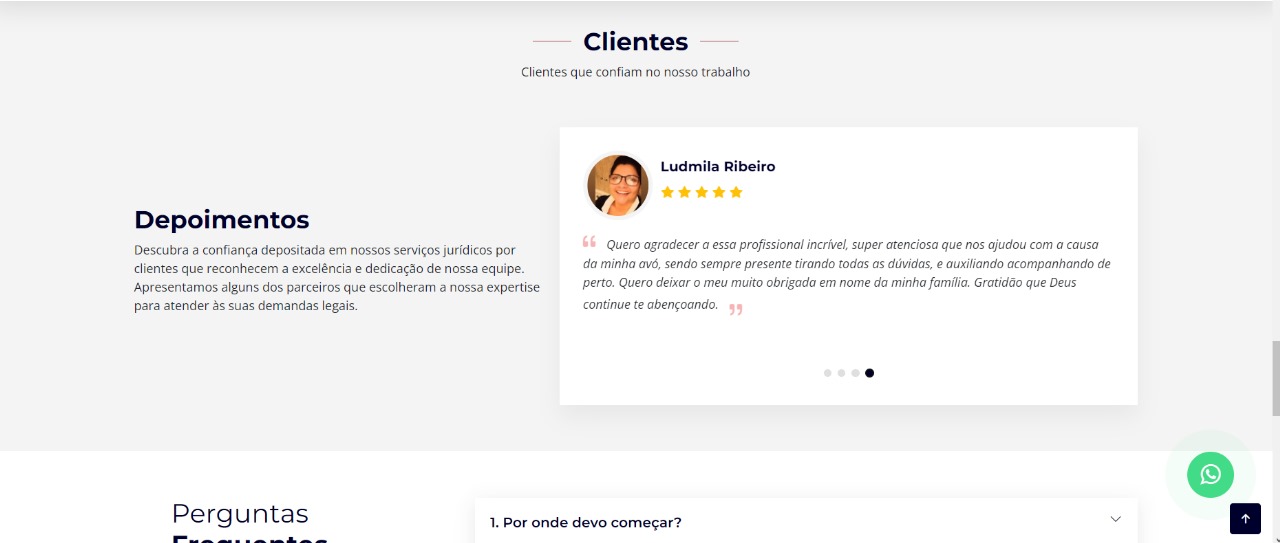 Clientes
Clientes que confiam no nosso trabalho
Ludmila Ribeiro
Depoimentos
Descubra a confiança depositada em nossos serviços jurídicos por
clientes que reconhecem a excelência e dedicação de nossa equipe.
Apresentamos alguns dos parceiros que escolheram a nossa expertise
para atender às suas demandas legais.
“ Quero agradecer a essa profissional incrível, super atenciosa que nos ajudou com a causa
da minha avó, sendo sempre presente tirando todas as dúvidas, e auxiliando acompanhando de
perto. Quero deixar o meu muito obrigada em nome da minha família. Gratidão que Deus
continue te abençoando. ”
Perguntas
Frequentes
1. Por onde devo começar?